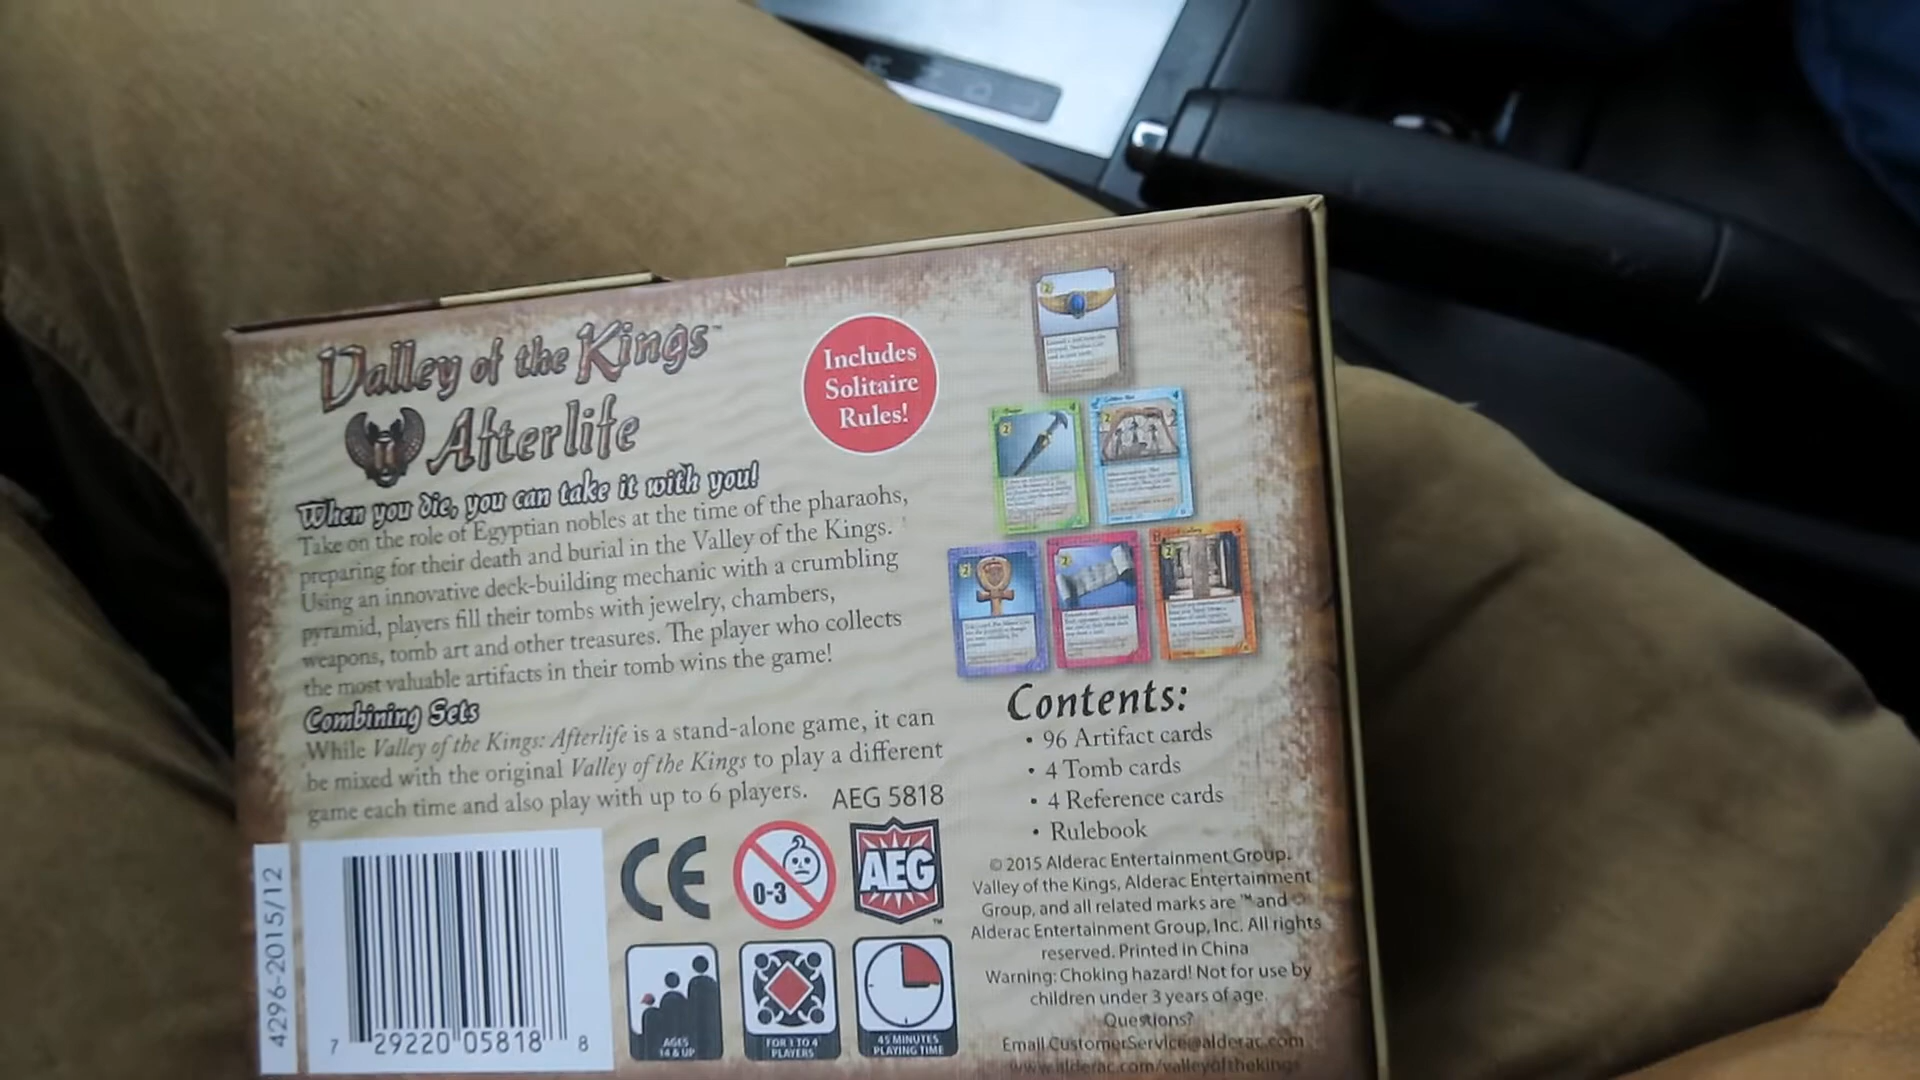 Valley of the Kings™
Afterlife
Includes
Solitaire
Rules!
When you die, you can take it with you!
Take on the role of Egyptian nobles at the time of the pharaohs,
preparing for their death and burial in the Valley of the Kings.
Using an innovative deck-building mechanic with a crumbling
pyramid, players fill their tombs with jewelry, chambers,
weapons, tomb art and other treasures. The player who collects
the most valuable artifacts in their tomb wins the game!
Combining Sets
While Valley of the Kings: Afterlife is a stand-alone game, it can
be mixed with the original Valley of the Kings to play a different
game each time and also play with up to 6 players.
AEG 5818
4296-2015/12
7 29220 05818 8
CE
0-3
AEG™
AGES
14 & UP
FOR 1 TO 4
PLAYERS
45 MINUTES
PLAYING TIME
Contents:
• 96 Artifact cards
• 4 Tomb cards
• 4 Reference cards
• Rulebook
© 2015 Alderac Entertainment Group.
Valley of the Kings, Alderac Entertainment
Group, and all related marks are ™ and ©
Alderac Entertainment Group, Inc. All rights
reserved. Printed in China
Warning: Choking hazard! Not for use by
children under 3 years of age.
Questions?
Email CustomerService@alderac.com
www.alderac.com/valleyofthekings